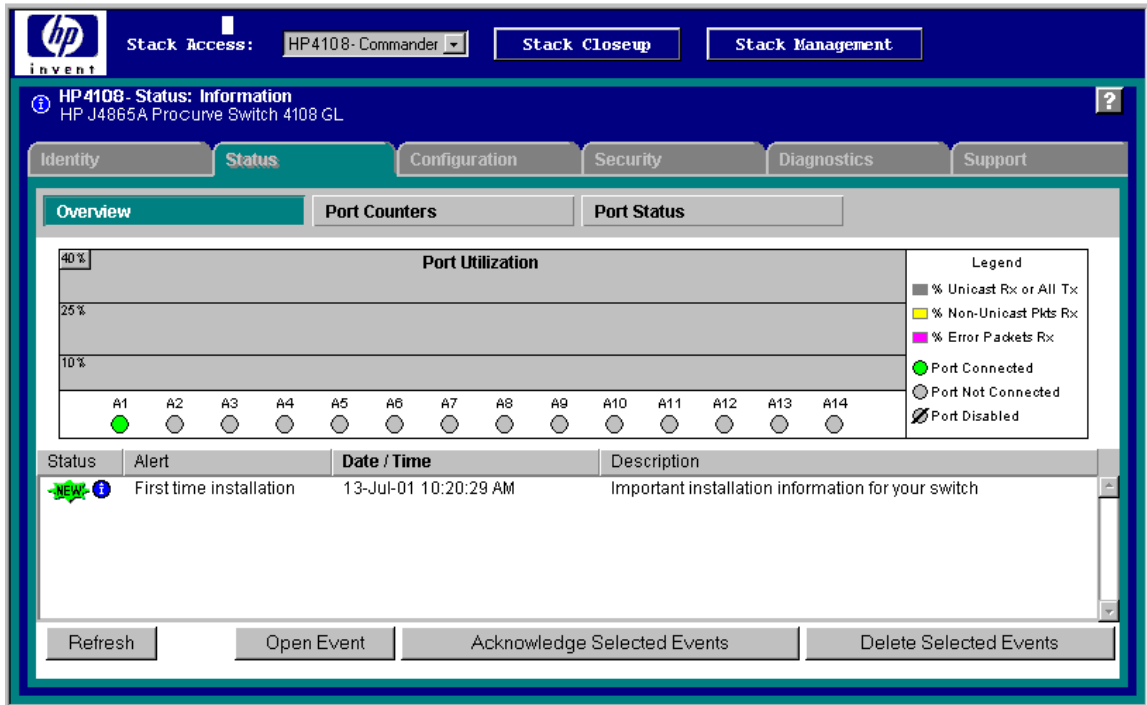 hp
invent
Stack Access: HP4108-Commander Stack Closeup Stack Management
HP4108 - Status: Information
HP J4865A Procurve Switch 4108 GL
?
Identity Status Configuration Security Diagnostics Support
Overview Port Counters Port Status
40% Port Utilization
25%
10%
A1 A2 A3 A4 A5 A6 A7 A8 A9 A10 A11 A12 A13 A14
Legend
% Unicast Rx or All Tx
% Non-Unicast Pkts Rx
% Error Packets Rx
Port Connected
Port Not Connected
Port Disabled
Status Alert Date / Time Description
NEW! i First time installation 13-Jul-01 10:20:29 AM Important installation information for your switch
Refresh Open Event Acknowledge Selected Events Delete Selected Events